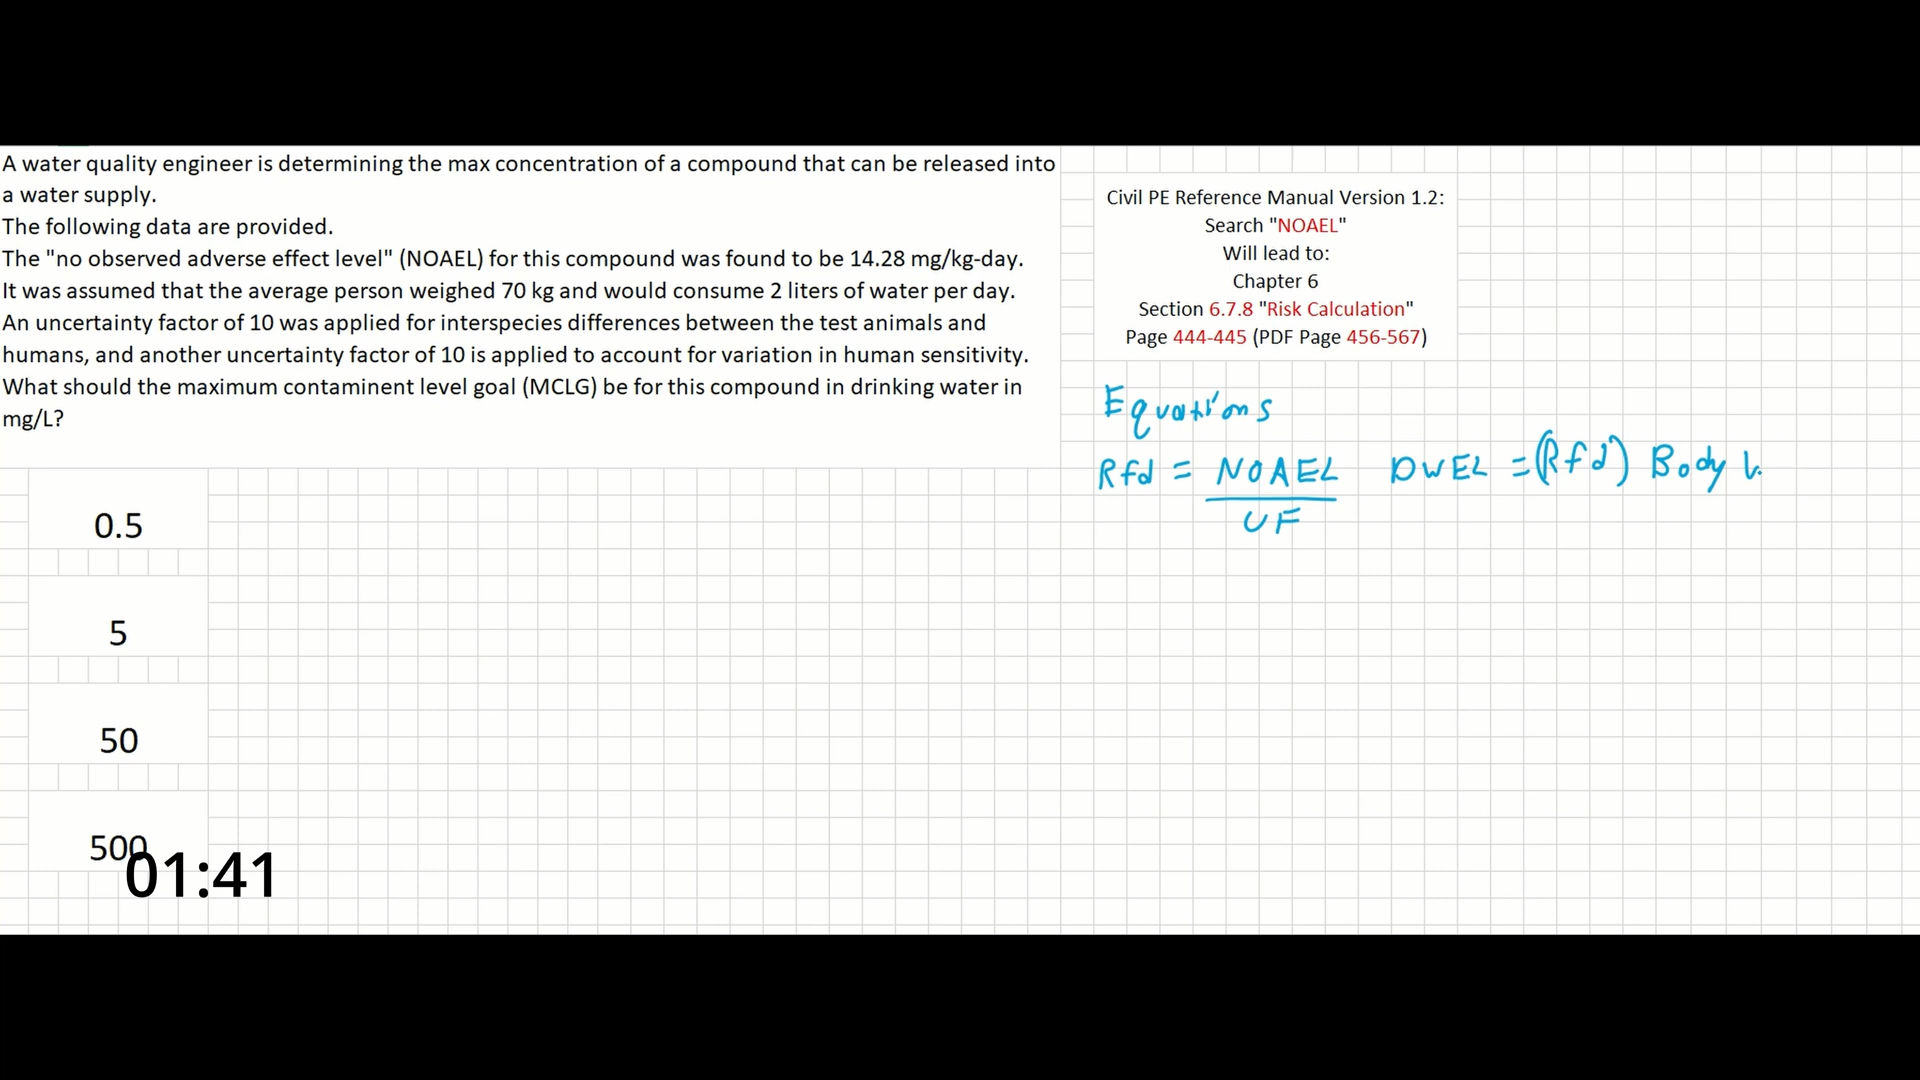 A water quality engineer is determining the max concentration of a compound that can be released into
a water supply.
The following data are provided.
The "no observed adverse effect level" (NOAEL) for this compound was found to be 14.28 mg/kg-day.
It was assumed that the average person weighed 70 kg and would consume 2 liters of water per day.
An uncertainty factor of 10 was applied for interspecies differences between the test animals and
humans, and another uncertainty factor of 10 is applied to account for variation in human sensitivity.
What should the maximum contaminent level goal (MCLG) be for this compound in drinking water in
mg/L?
0.5
5
50
500
01:41
Civil PE Reference Manual Version 1.2:
Search "NOAEL"
Will lead to:
Chapter 6
Section 6.7.8 "Risk Calculation"
Page 444-445 (PDF Page 456-567)
Equations
Rfd = NOAEL DWEL = (Rfd) Body
UF